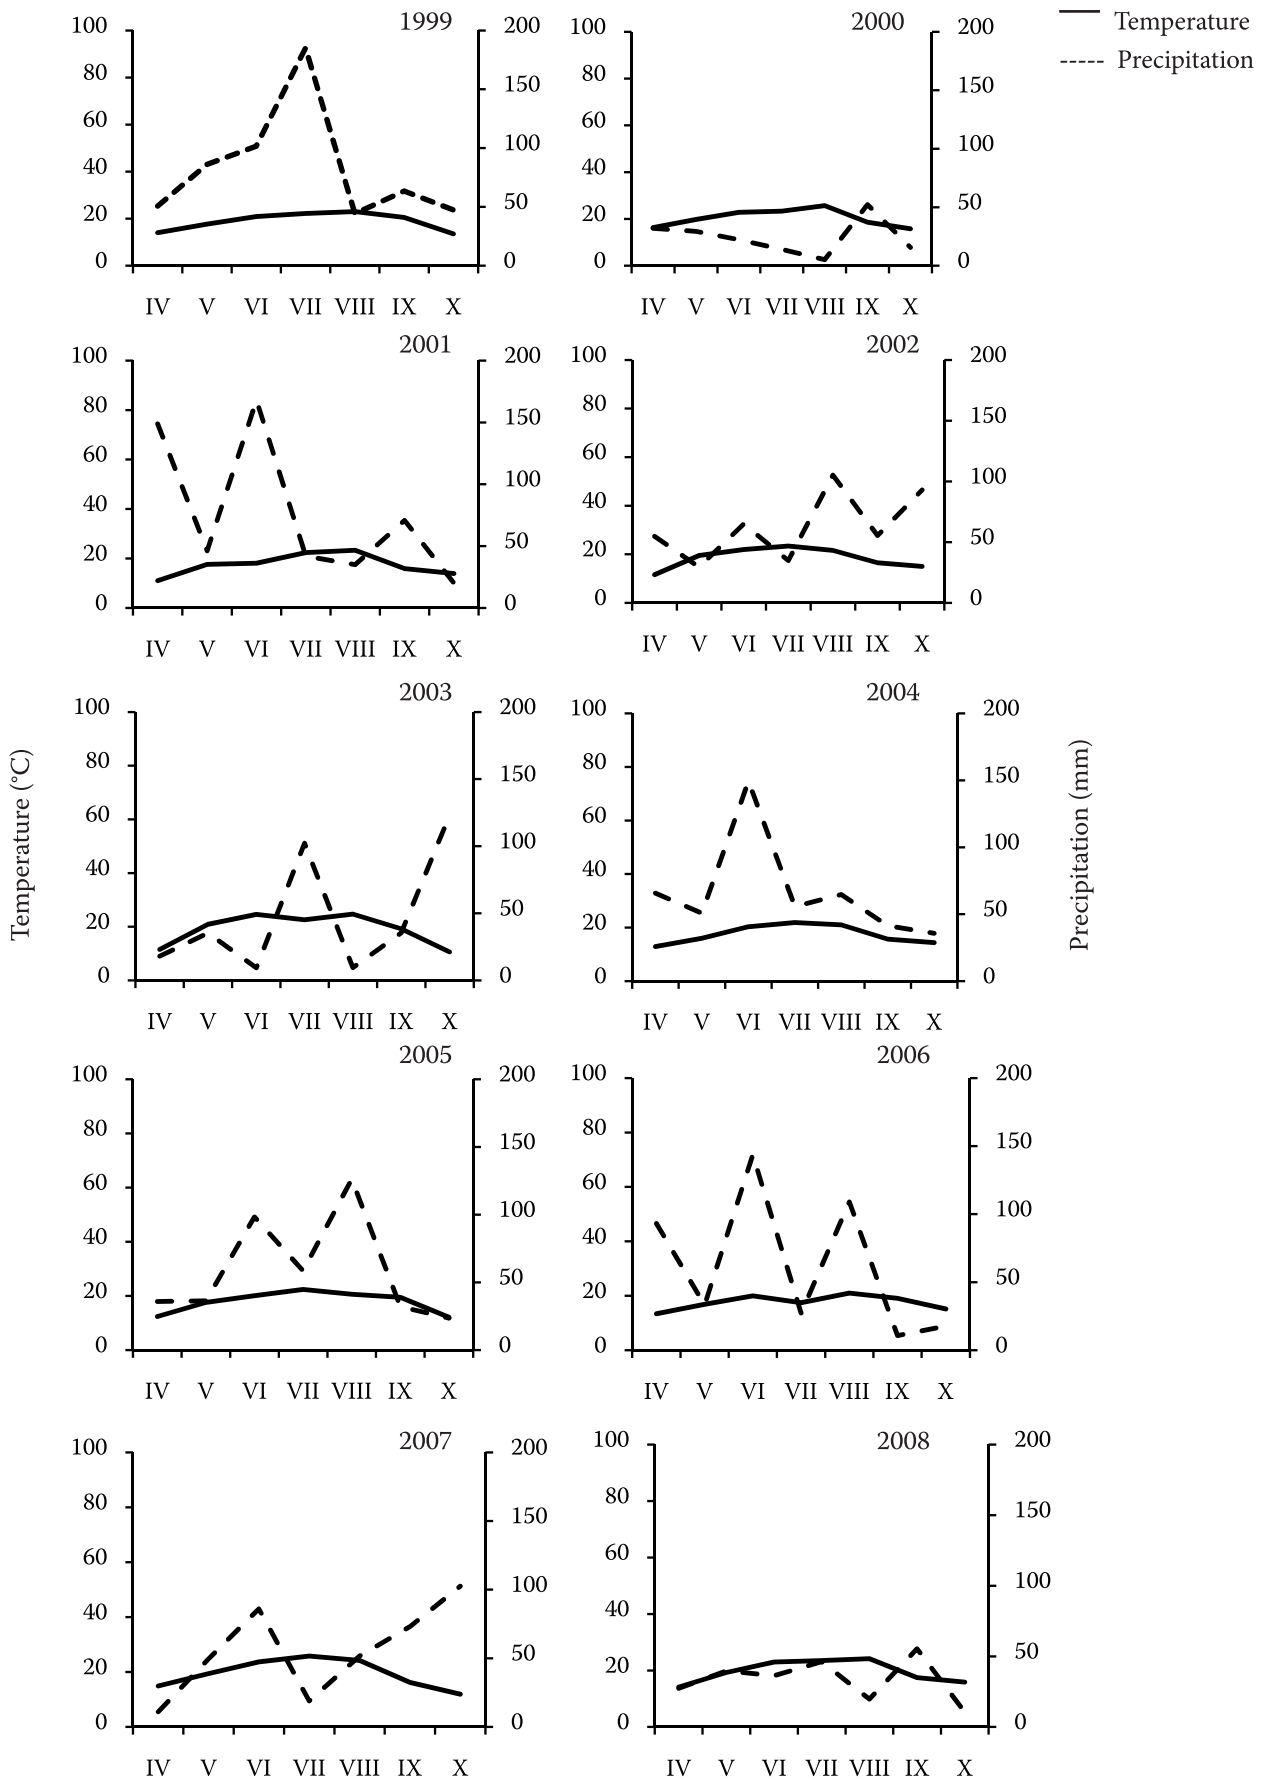 1999
2000
Temperature
Precipitation
100 80 60 40 20 0
200 150 100 50 0
IV V VI VII VIII IX X
100 80 60 40 20 0
200 150 100 50 0
IV V VI VII VIII IX X
2001
100 80 60 40 20 0
200 150 100 50 0
IV V VI VII VIII IX X
2002
100 80 60 40 20 0
200 150 100 50 0
IV V VI VII VIII IX X
Temperature (°C)
2003
100 80 60 40 20 0
200 150 100 50 0
IV V VI VII VIII IX X
2004
100 80 60 40 20 0
200 150 100 50 0
IV V VI VII VIII IX X
Precipitation (mm)
2005
100 80 60 40 20 0
200 150 100 50 0
IV V VI VII VIII IX X
2006
100 80 60 40 20 0
200 150 100 50 0
IV V VI VII VIII IX X
2007
100 80 60 40 20 0
200 150 100 50 0
IV V VI VII VIII IX X
2008
100 80 60 40 20 0
200 150 100 50 0
IV V VI VII VIII IX X